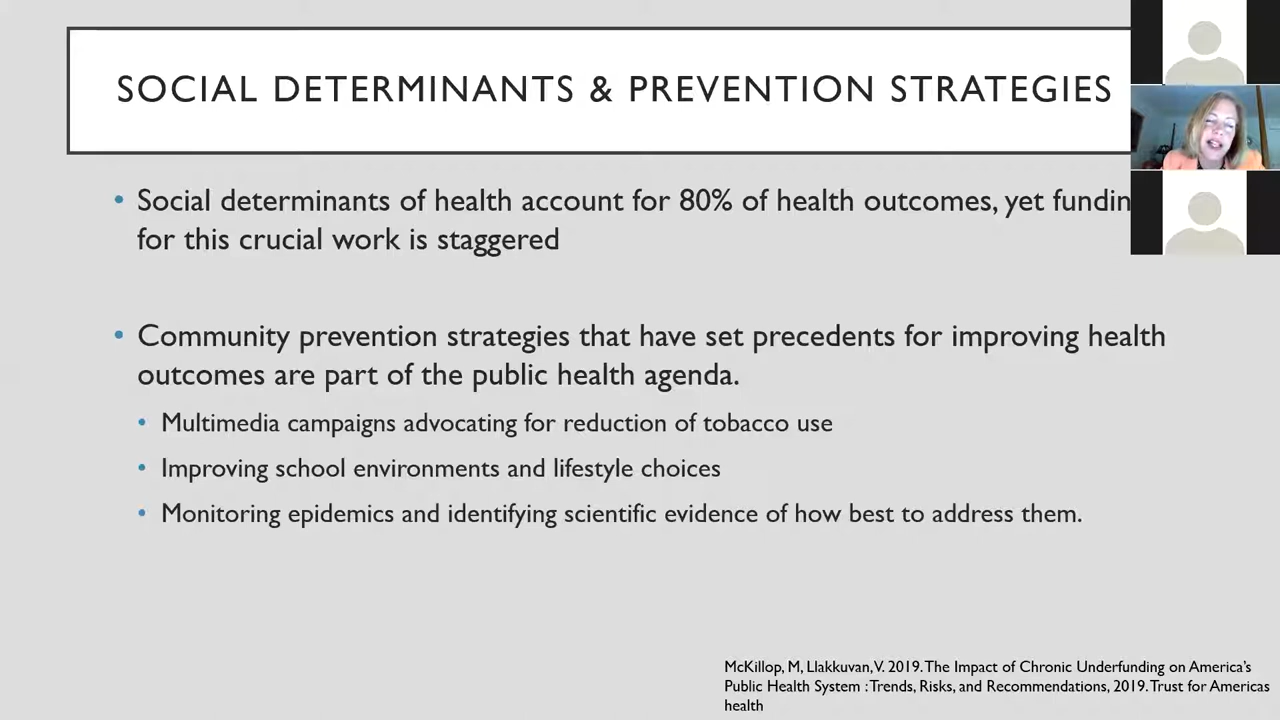 SOCIAL DETERMINANTS & PREVENTION STRATEGIES
• Social determinants of health account for 80% of health outcomes, yet fundin
for this crucial work is staggered
• Community prevention strategies that have set precedents for improving health
outcomes are part of the public health agenda.
• Multimedia campaigns advocating for reduction of tobacco use
• Improving school environments and lifestyle choices
• Monitoring epidemics and identifying scientific evidence of how best to address them.
McKillop, M, Llakkuvan, V. 2019. The Impact of Chronic Underfunding on America's
Public Health System : Trends, Risks, and Recommendations, 2019. Trust for Americas
health